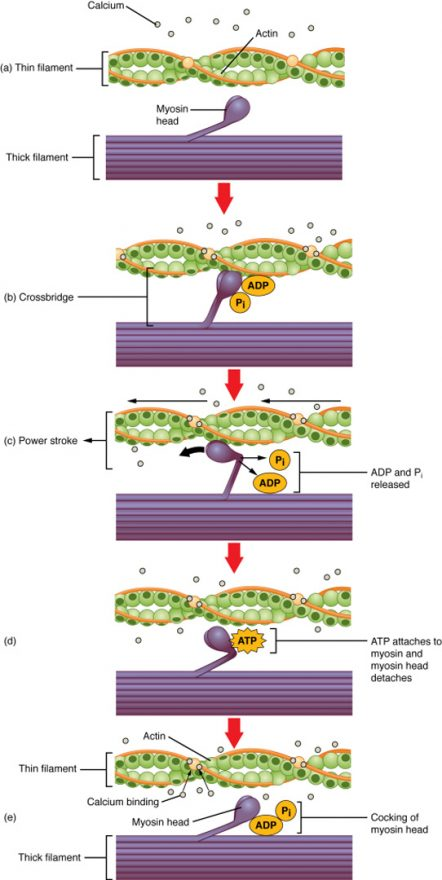 Calcium
Actin
(a) Thin filament
Myosin
head
Thick filament
(b) Crossbridge
ADP
Pi
(c) Power stroke
Pi
ADP
ADP and Pi
released
(d)
ATP
ATP attaches to
myosin and
myosin head
detaches
Actin
Thin filament
Calcium binding
(e)
Myosin head
Pi
ADP
Cocking of
myosin head
Thick filament